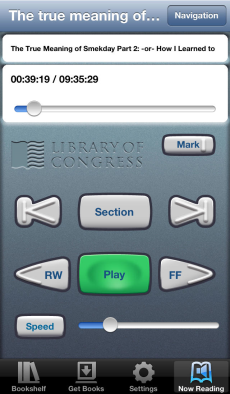 The true meaning of...
Navigation
The True Meaning of Smekday Part 2: -or- How I Learned to
00:39:19 / 09:35:29
LIBRARY OF
CONGRESS
Mark
Section
RW
Play
FF
Speed
Bookshelf
Get Books
Settings
Now Reading